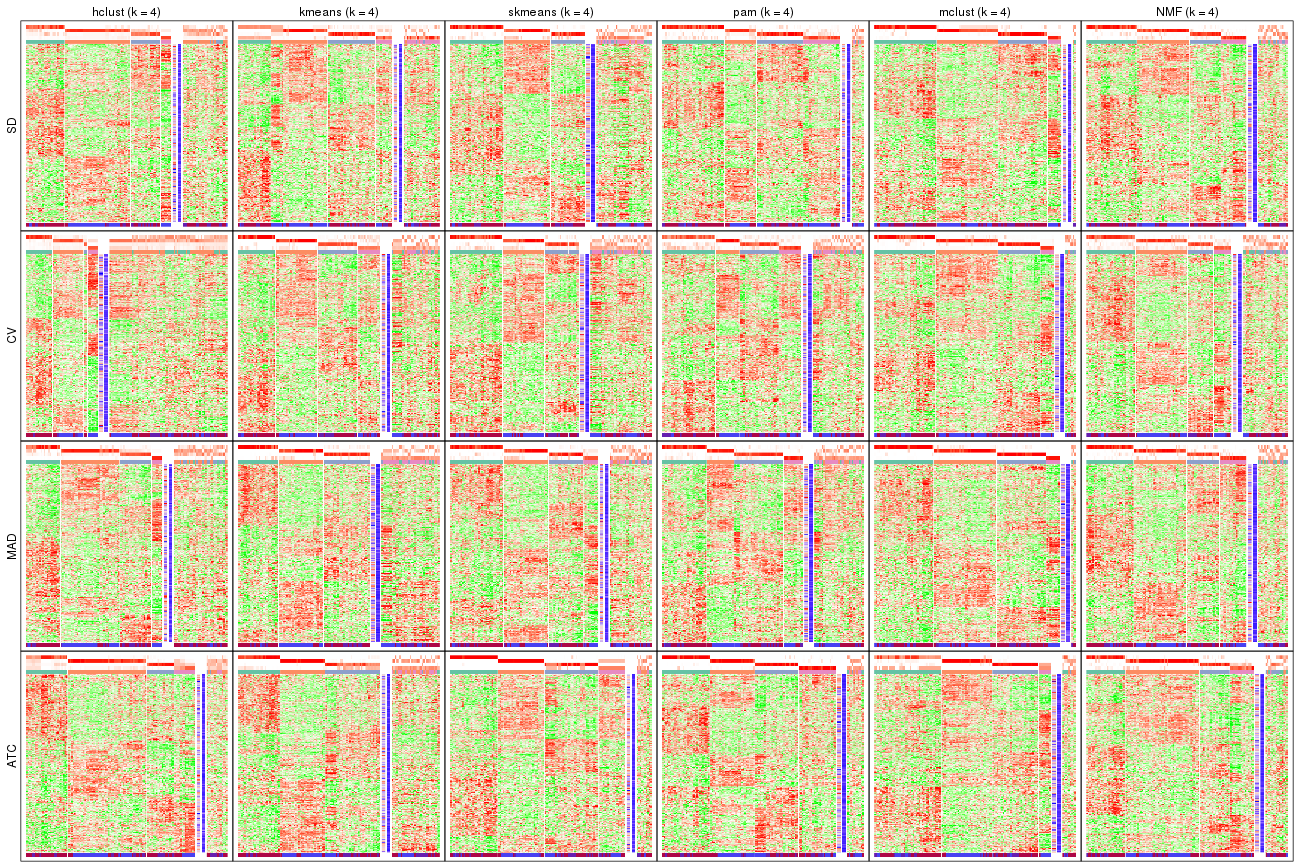 hclust (k = 4) kmeans (k = 4) skmeans (k = 4) pam (k = 4) mclust (k = 4) NMF (k = 4)
SD
CV
MAD
ATC